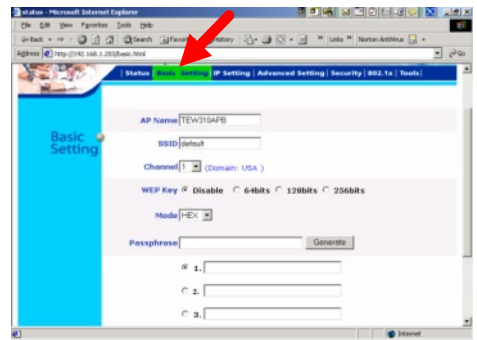 status - Microsoft Internet Explorer
File Edit View Favorites Tools Help
Back Search Favorites History Links Norton AntiVirus
Address http://192.168.1.203/basic.html Go
| Status | Basic Setting | IP Setting | Advanced Setting | Security | 802.1x | Tools |
Basic
Setting
AP Name TEW310APB
SSID default
Channel 1 (Domain: USA )
WEP Key Disable 64bits 128bits 256bits
Mode HEX
Passphrase Generate
1.
2.
3.
Internet